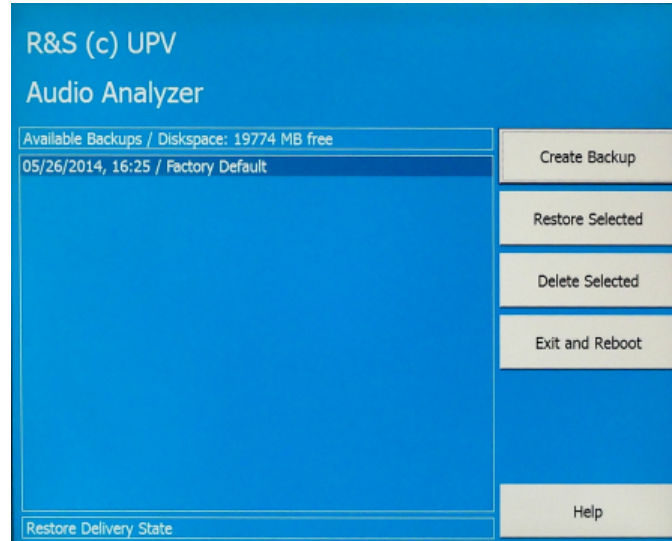 R&S (c) UPV
Audio Analyzer
Available Backups / Diskspace: 19774 MB free
05/26/2014, 16:25 / Factory Default
Create Backup
Restore Selected
Delete Selected
Exit and Reboot
Help
Restore Delivery State